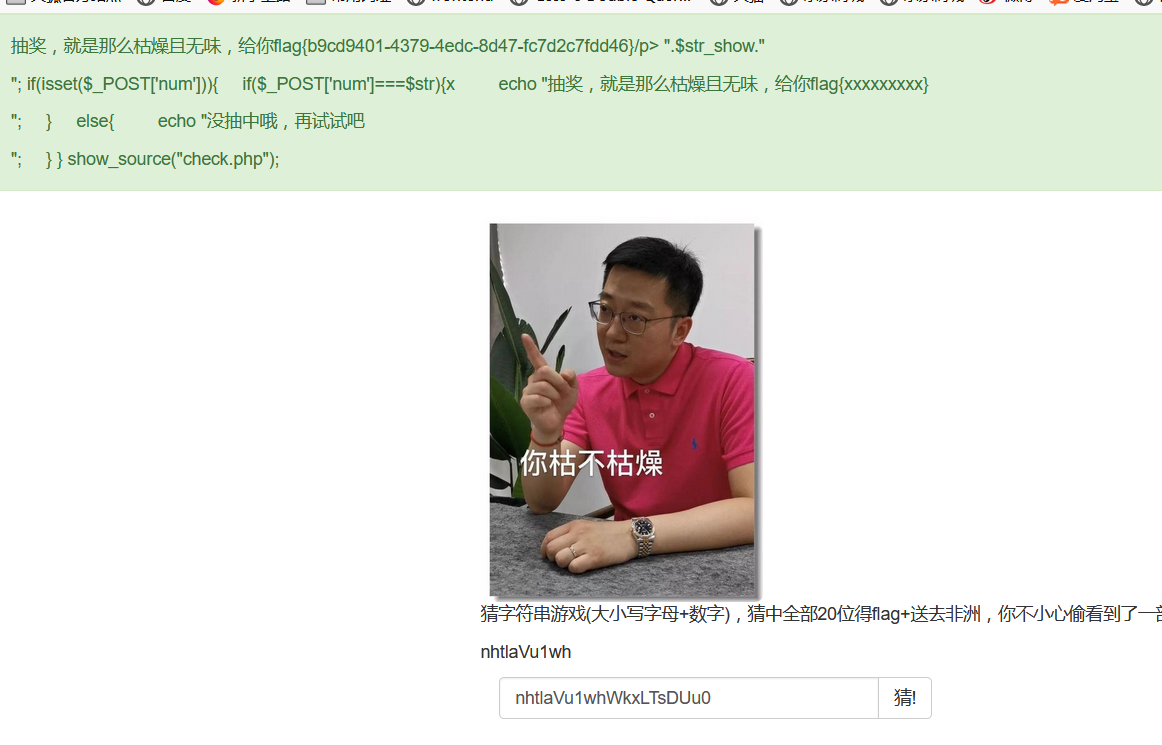 抽奖，就是那么枯燥且无味，给你flag{b9cd9401-4379-4edc-8d47-fc7d2c7fdd46}/p> ".$str_show."
"; if(isset($_POST['num'])){ if($_POST['num']===$str){x echo "抽奖，就是那么枯燥且无味，给你flag{xxxxxxxxx}
"; } else{ echo "没抽中哦，再试试吧
"; } } show_source("check.php");
你枯不枯燥
猜字符串游戏(大小写字母+数字)，猜中全部20位得flag+送去非洲，你不小心偷看到了一
nhtlaVu1wh
nhtlaVu1whWkxLTsDUu0 猜!